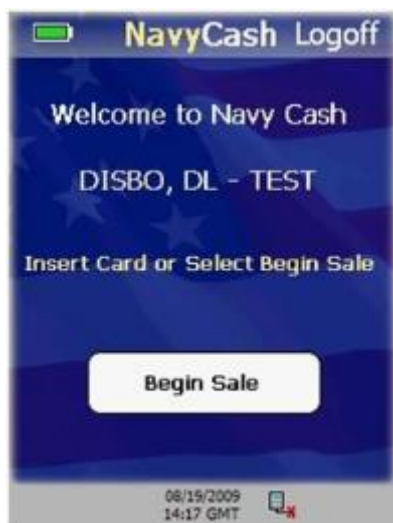 NavyCash Logoff
Welcome to Navy Cash
DISBO, DL - TEST
Insert Card or Select Begin Sale
Begin Sale
08/19/2009
14:17 GMT